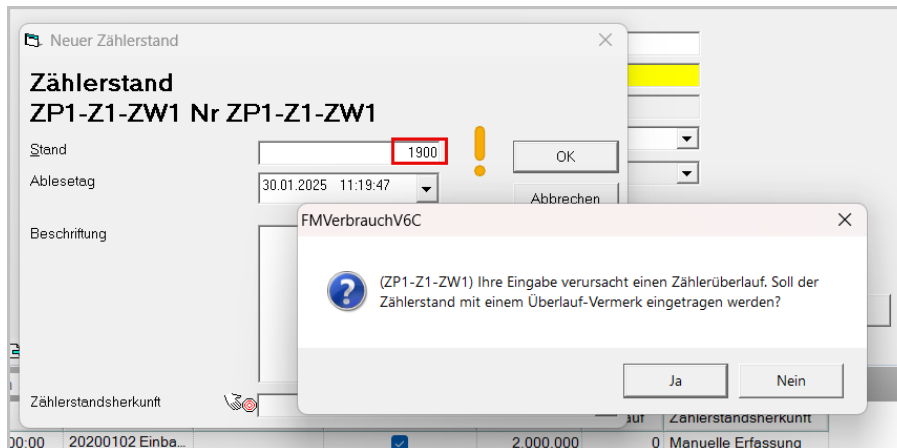 Neuer Zählerstand
Zählerstand
ZP1-Z1-ZW1 Nr ZP1-Z1-ZW1
Stand
1900
OK
Ablesetag
30.01.2025 11:19:47
Abbrechen
FMVerbrauchV6C
Beschriftung
(ZP1-Z1-ZW1) Ihre Eingabe verursacht einen Zählerüberlauf. Soll der
Zählerstand mit einem Überlauf-Vermerk eingetragen werden?
Ja
Nein
Zählerstandsherkunft
auf
Zählerstandsherkunft
00:00
20200102 Einba...
2.000.000
0
Manuelle Erfassung